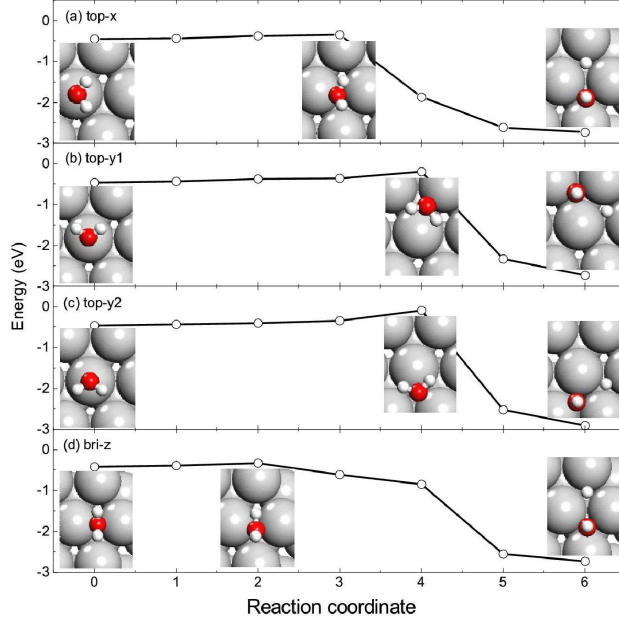 (a) top-x
0
-1
-2
-3
(b) top-y1
0
-1
-2
-3
(c) top-y2
0
-1
-2
-3
(d) bri-z
0
-1
-2
-3
Energy (eV)
0 1 2 3 4 5 6
Reaction coordinate